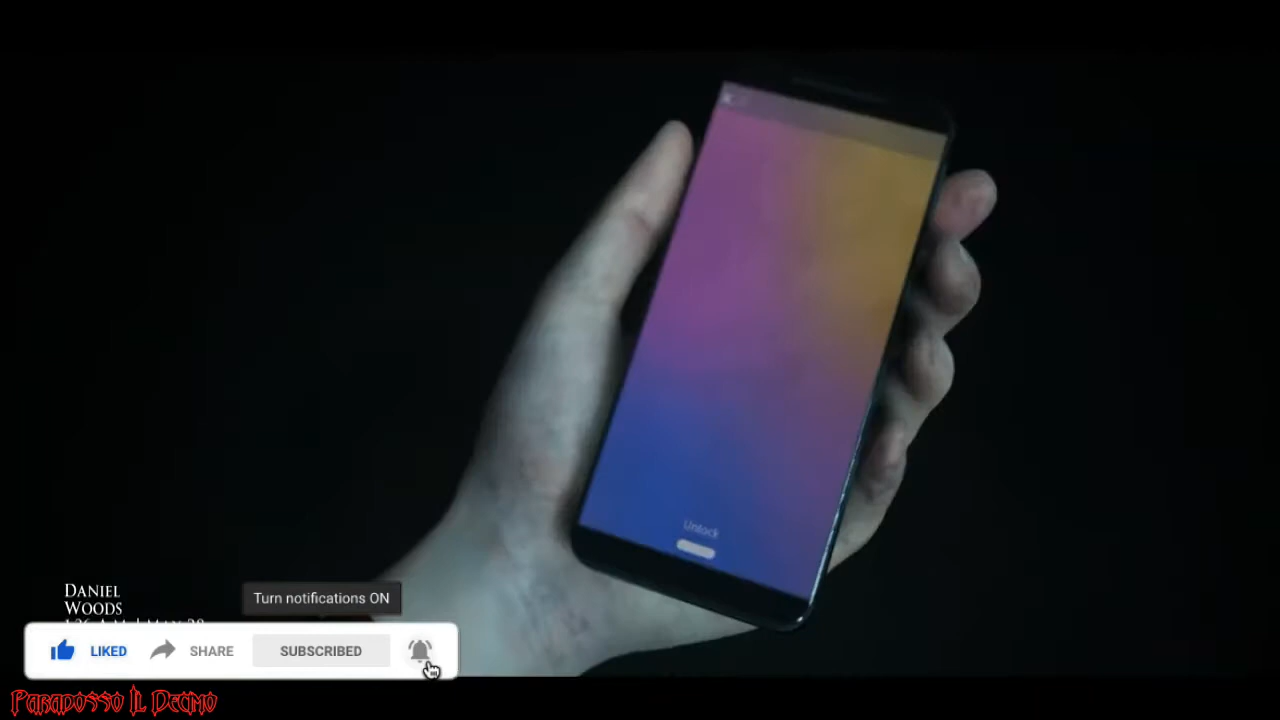 Unlock
DANIEL
WOODS
Turn notifications ON
LIKED
SHARE
SUBSCRIBED
PARADOSSO IL DECIMO